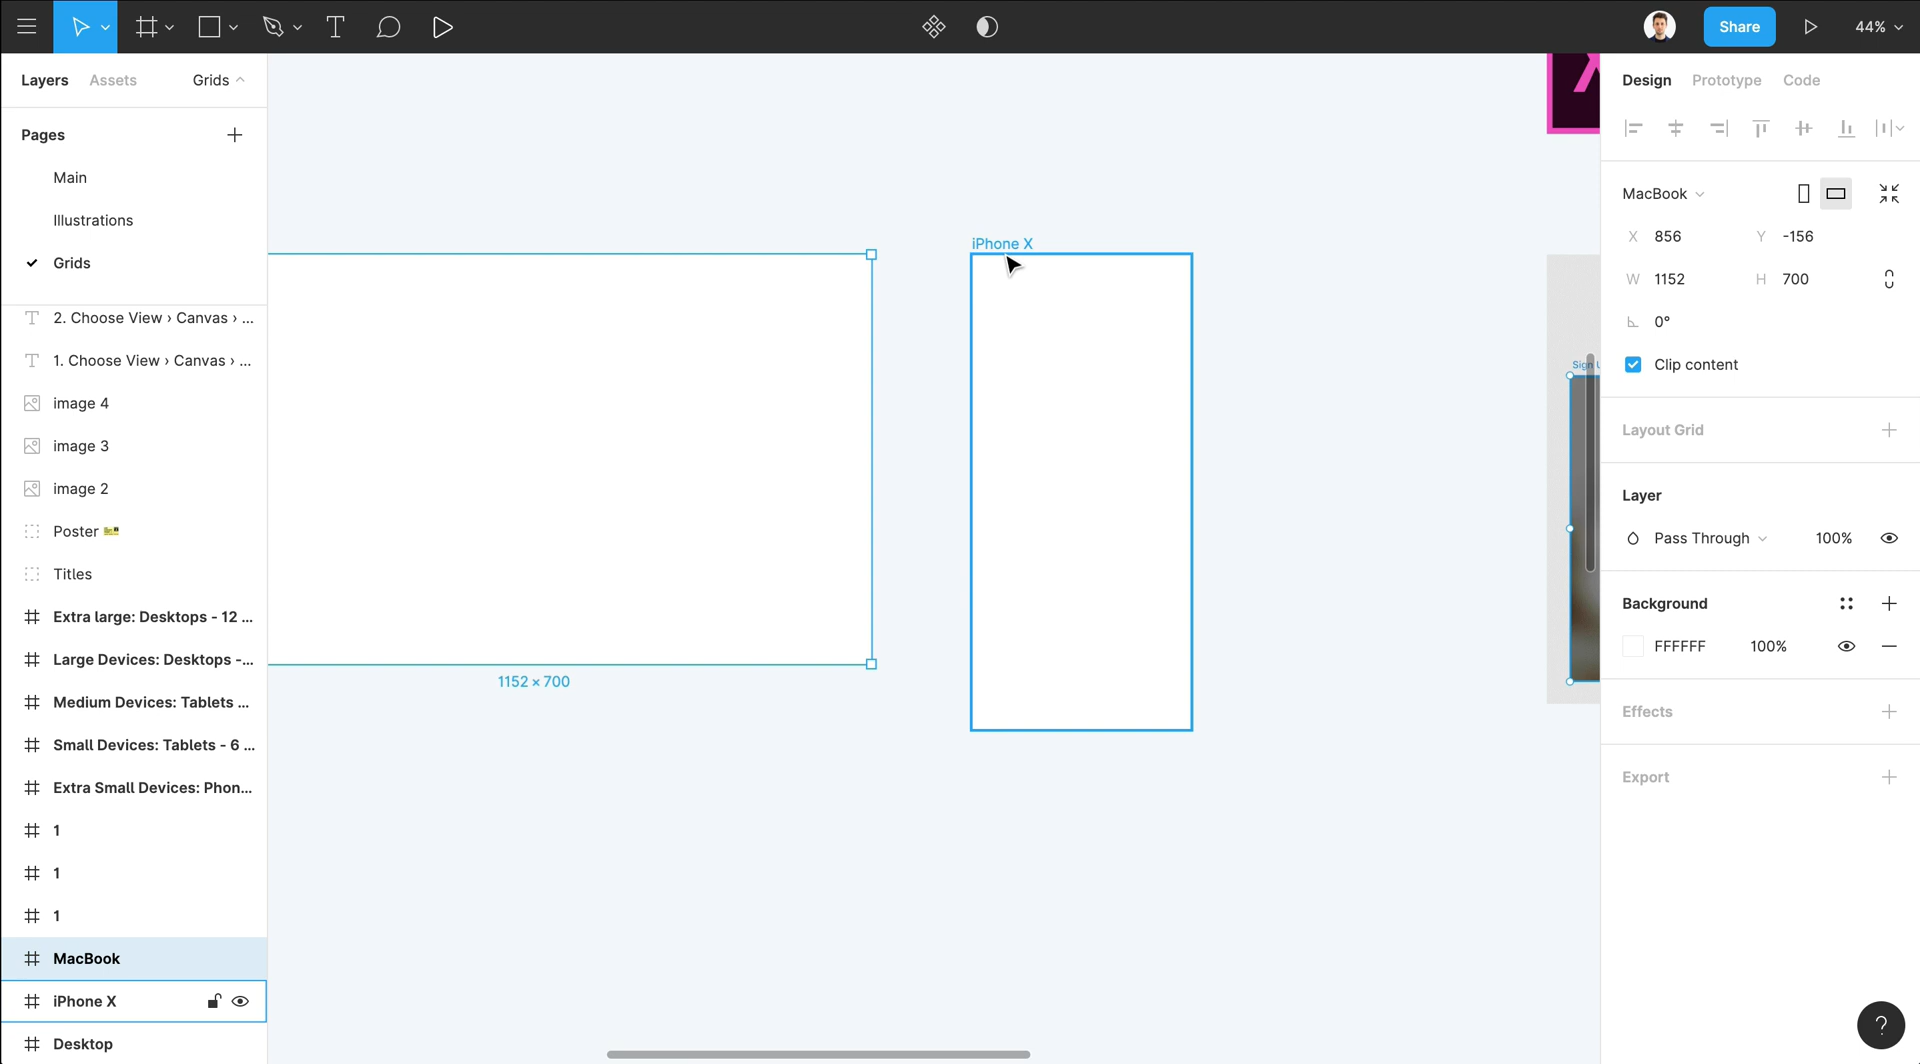 Share
44%
Layers
Assets
Grids
Pages
Main
Illustrations
Grids
2. Choose View › Canvas › ...
1. Choose View › Canvas › ...
image 4
image 3
image 2
Poster
Titles
Extra large: Desktops - 12 ...
Large Devices: Desktops -...
Medium Devices: Tablets ...
Small Devices: Tablets - 6 ...
Extra Small Devices: Phon...
1
1
1
MacBook
iPhone X
Desktop
1152 × 700
iPhone X
Sign U
Design
Prototype
Code
MacBook
X 856
Y -156
W 1152
H 700
0°
Clip content
Layout Grid
Layer
Pass Through
100%
Background
FFFFFF
100%
Effects
Export
?